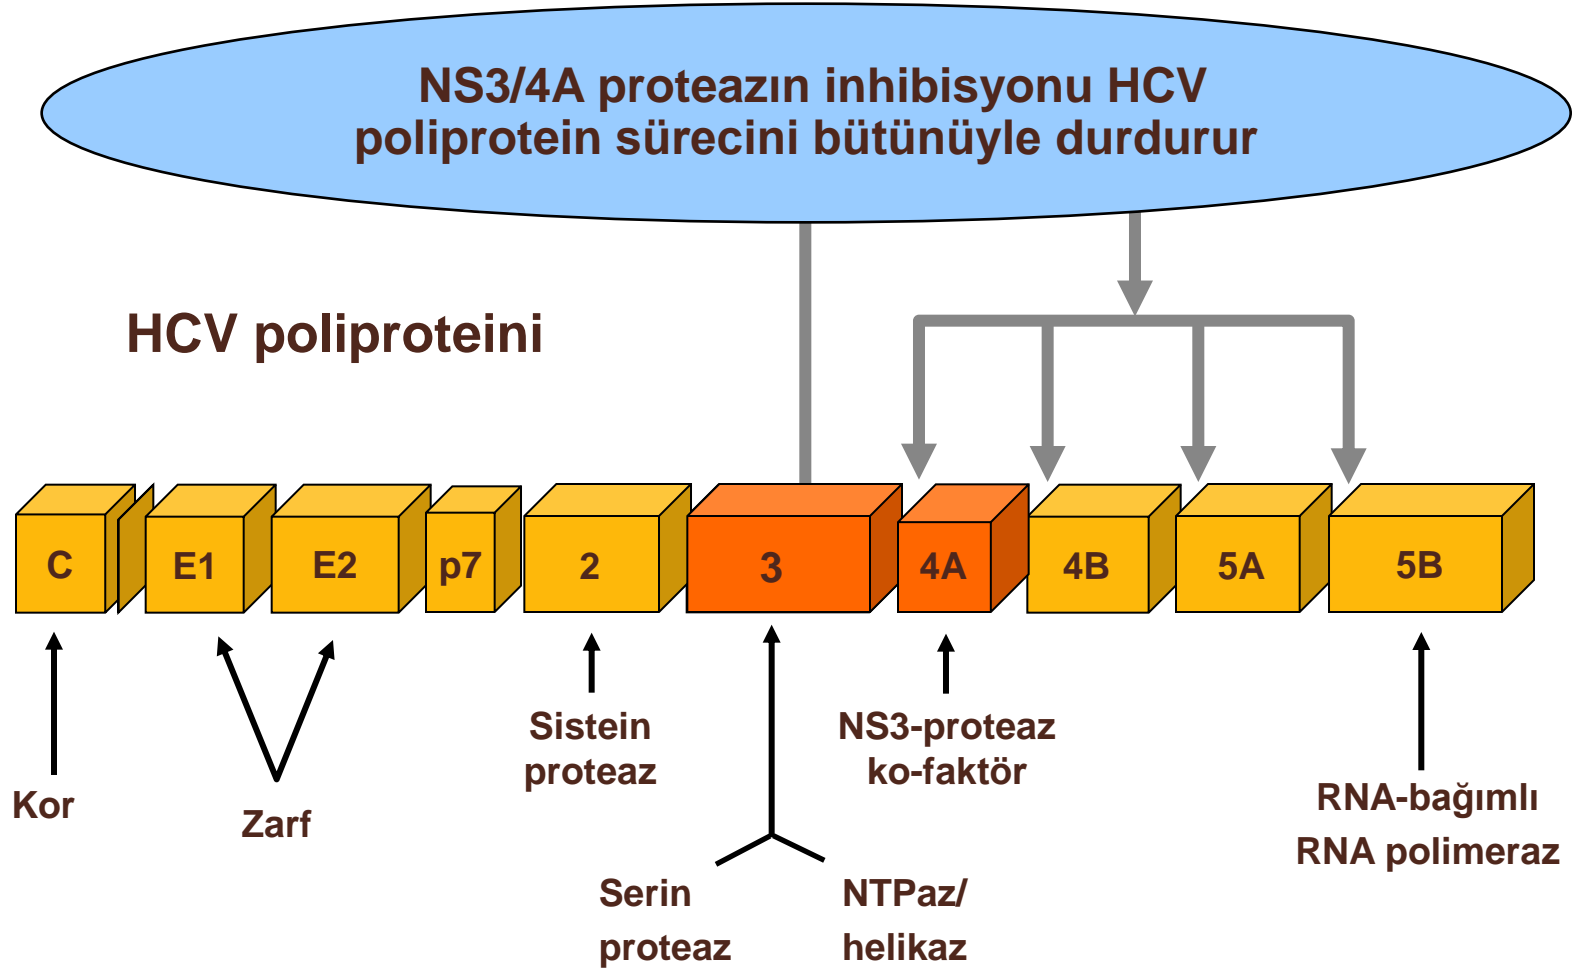 NS3/4A proteazın inhibisyonu HCV
poliprotein sürecini bütünüyle durdurur
HCV poliproteini
C
E1
E2
p7
2
3
4A
4B
5A
5B
Kor
Zarf
Sistein
proteaz
Serin
proteaz
NTPaz/
helikaz
NS3-proteaz
ko-faktör
RNA-bağımlı
RNA polimeraz